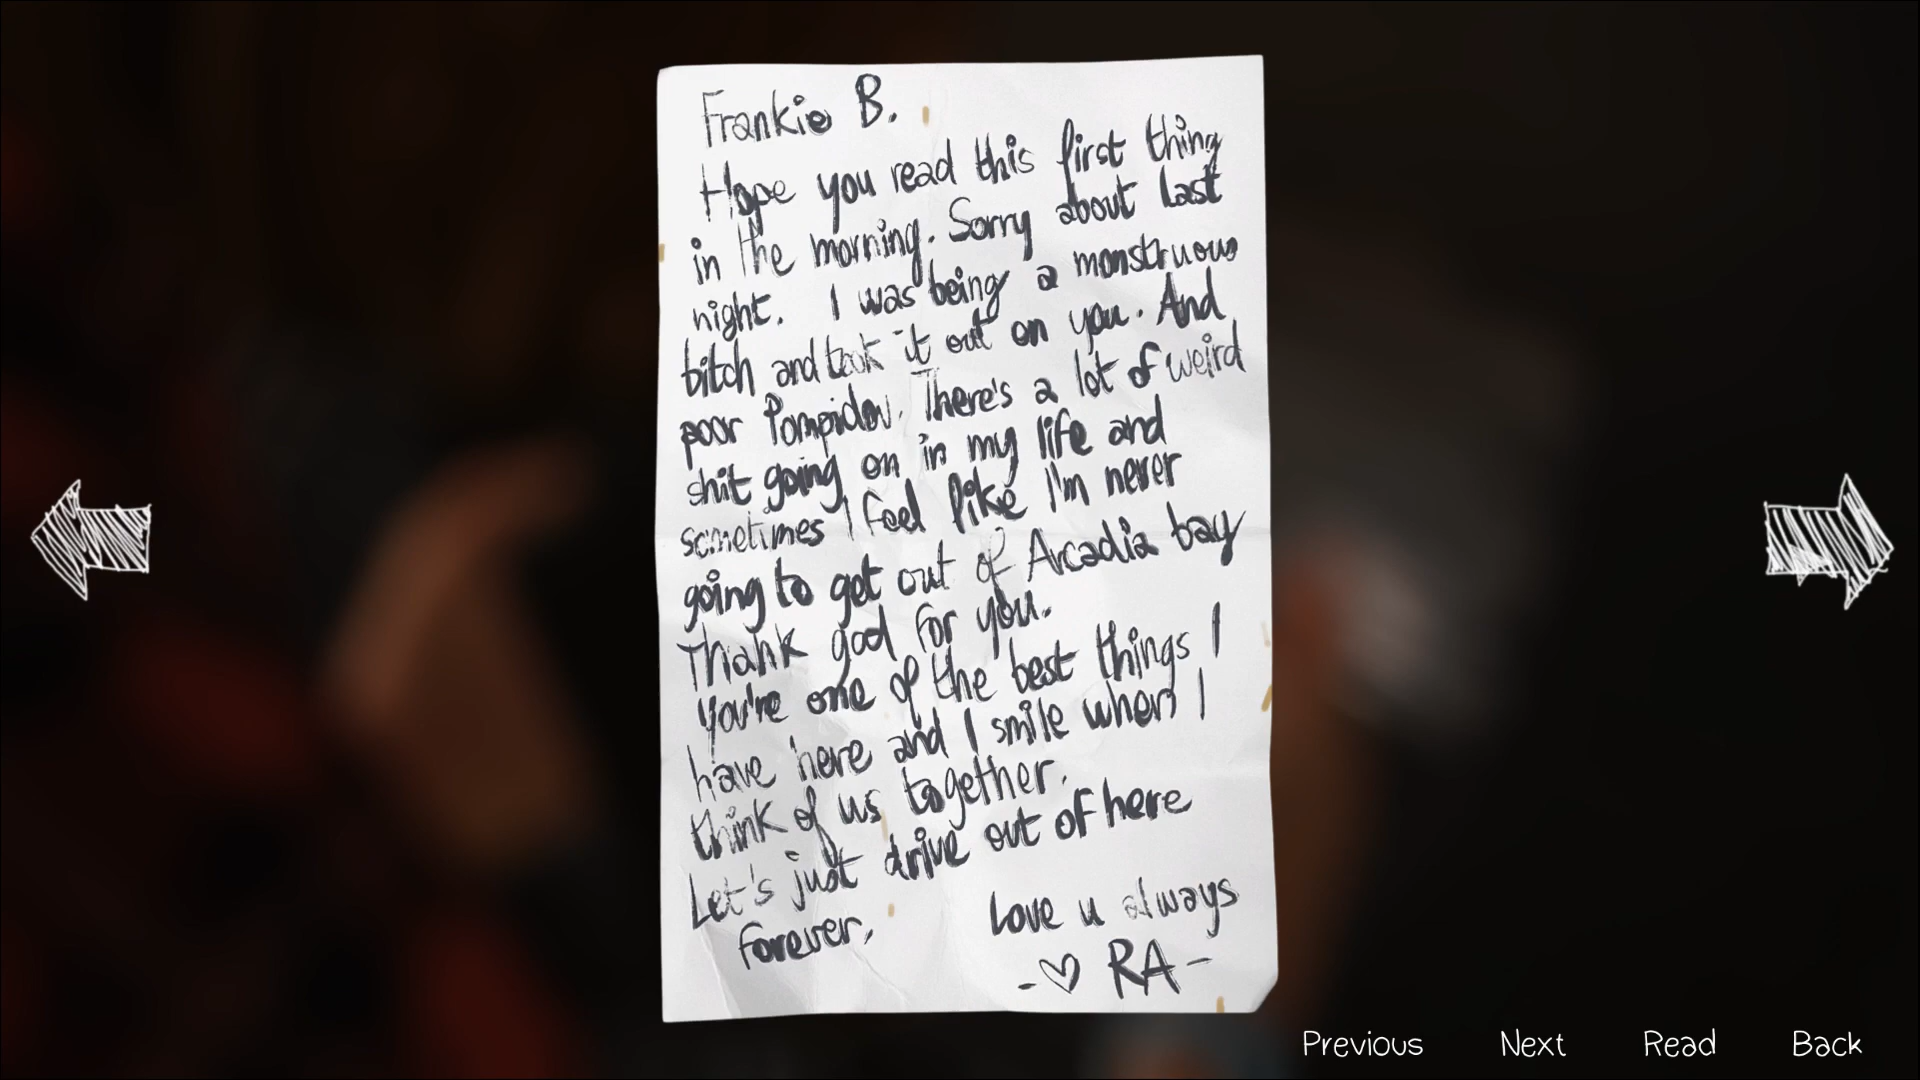 Frankie B.
Hope you read this first thing
in the morning. Sorry about last
night. I was being a monstruous
bitch and took it out on you. And
poor Pompidou. There's a lot of weird
shit going on in my life and
sometimes I feel like I'm never
going to get out of Arcadia bay
Thank god for you.
You're one of the best things I
have here and I smile when I
think of us together.
Let's just drive out of here
forever,
Love u always
-♡ RA-
Previous
Next
Read
Back